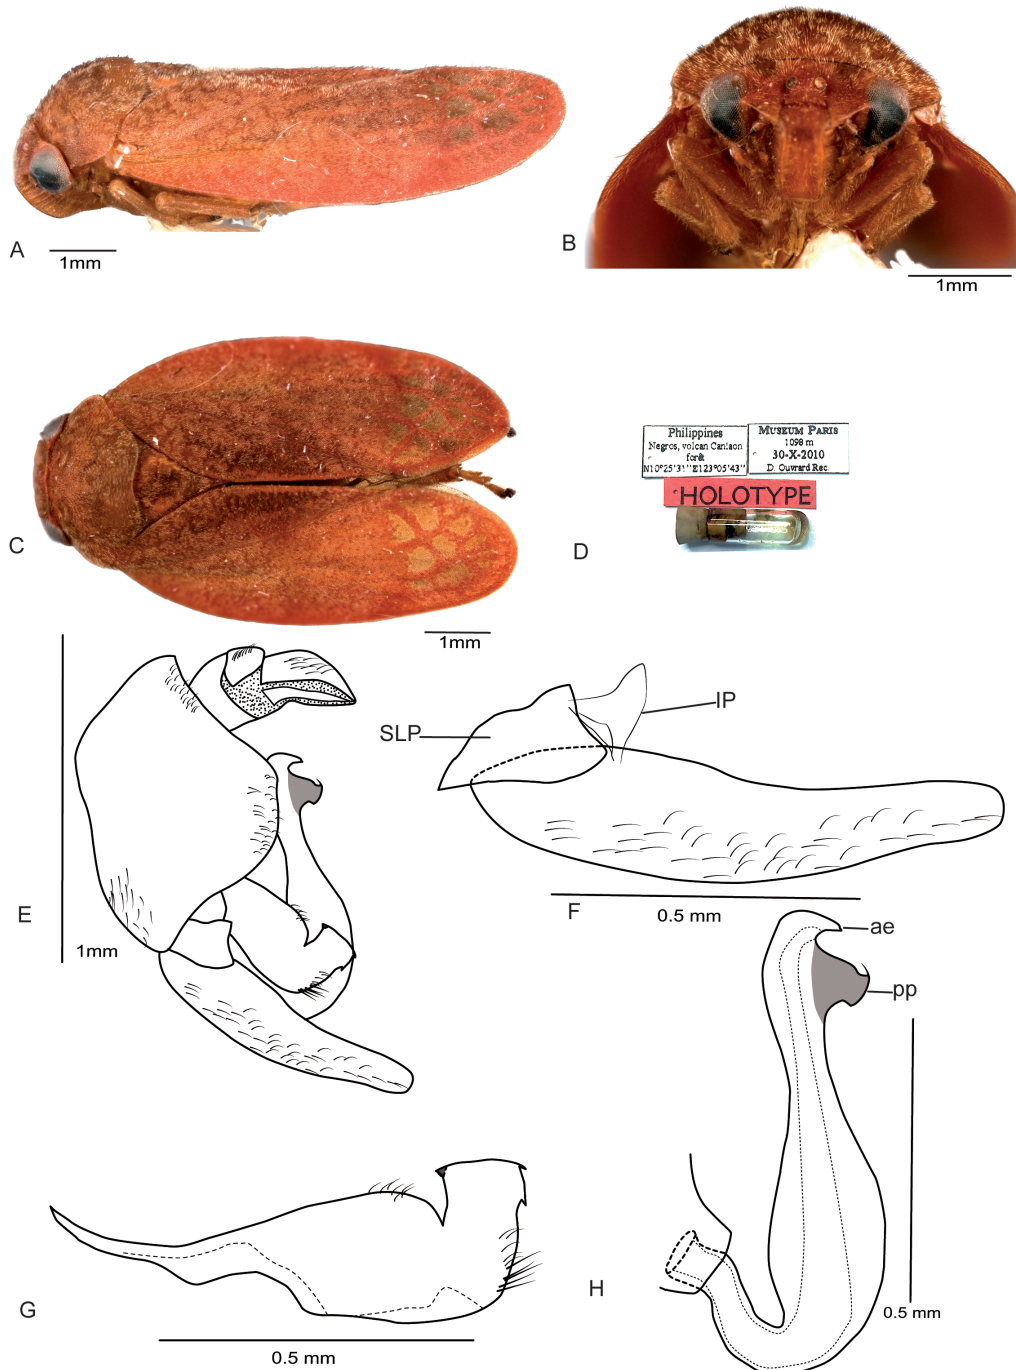 A
1mm
B
1mm
C
1mm
Philippines
Negros, volcan Canlaon
forêt
N10°25'31''E123°05'43''
MUSEUM PARIS
1098 m
30-X-2010
D. Ouvrard Rec.
HOLOTYPE
D
E
1mm
SLP
IP
F
0.5 mm
ae
pp
G
0.5 mm
H
0.5 mm